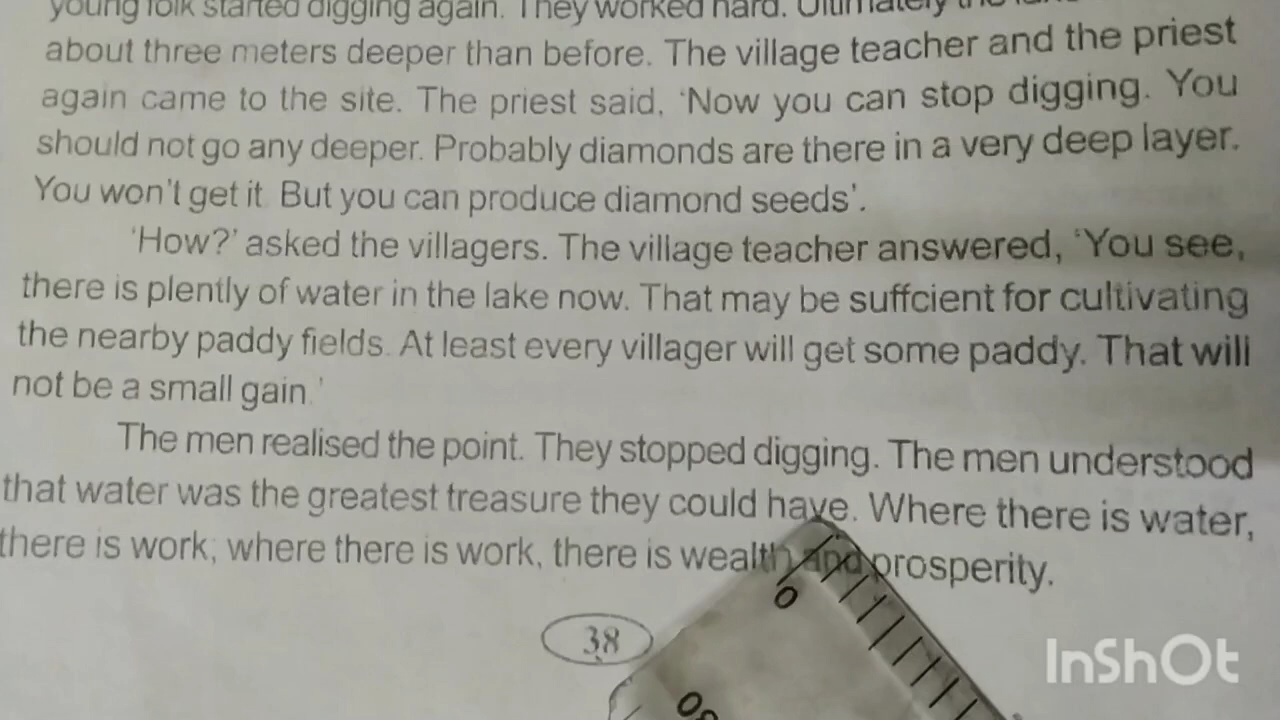 young folk started digging again. They worked hard. Ultimately the
about three meters deeper than before. The village teacher and the priest
again came to the site. The priest said, 'Now you can stop digging. You
should not go any deeper. Probably diamonds are there in a very deep layer.
You won't get it. But you can produce diamond seeds'.
'How?' asked the villagers. The village teacher answered, 'You see,
there is plently of water in the lake now. That may be suffcient for cultivating
the nearby paddy fields. At least every villager will get some paddy. That will
not be a small gain.'
The men realised the point. They stopped digging. The men understood
that water was the greatest treasure they could have. Where there is water,
there is work; where there is work, there is wealth and prosperity.
0
38
30
InShOt